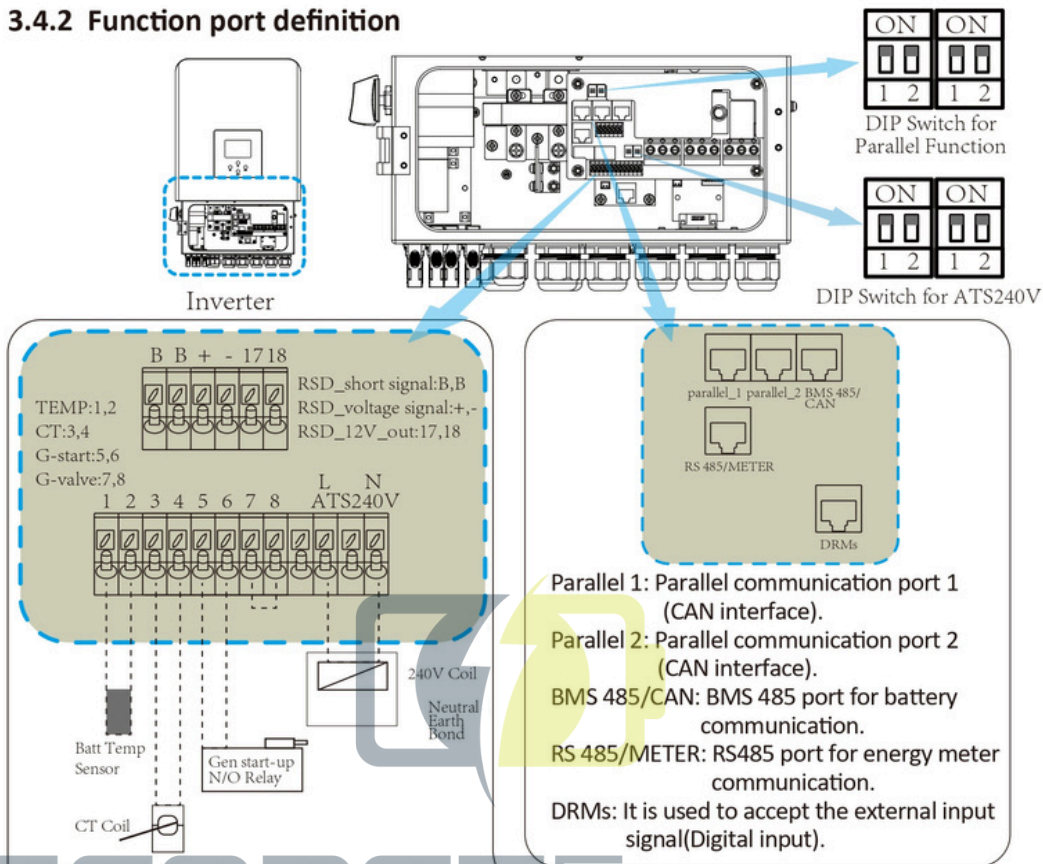 3.4.2 Function port definition
ON ON
1 2 1 2
DIP Switch for
Parallel Function
ON ON
1 2 1 2
DIP Switch for ATS240V
Inverter
B B + - 17 18
RSD_short signal:B,B
RSD_voltage signal:+,-
RSD_12V_out:17,18
TEMP:1,2
CT:3,4
G-start:5,6
G-valve:7,8
L N
1 2 3 4 5 6 7 8 ATS240V
240V Coil
Neutral
Earth
Bond
Batt Temp
Sensor
Gen start-up
N/O Relay
CT Coil
parallel_1 parallel_2 BMS 485/
CAN
RS 485/METER
DRMs
Parallel 1: Parallel communication port 1
(CAN interface).
Parallel 2: Parallel communication port 2
(CAN interface).
BMS 485/CAN: BMS 485 port for battery
communication.
RS 485/METER: RS485 port for energy meter
communication.
DRMs: It is used to accept the external input
signal(Digital input).